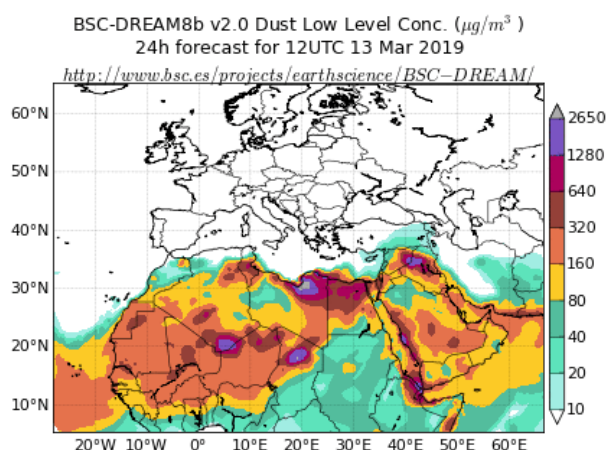 BSC-DREAM8b v2.0 Dust Low Level Conc. (μg/m³ )
24h forecast for 12UTC 13 Mar 2019
http://www.bsc.es/projects/earthscience/BSC−DREAM/
60°N
50°N
40°N
30°N
20°N
10°N
20°W 10°W 0° 10°E 20°E 30°E 40°E 50°E 60°E
2650
1280
640
320
160
80
40
20
10